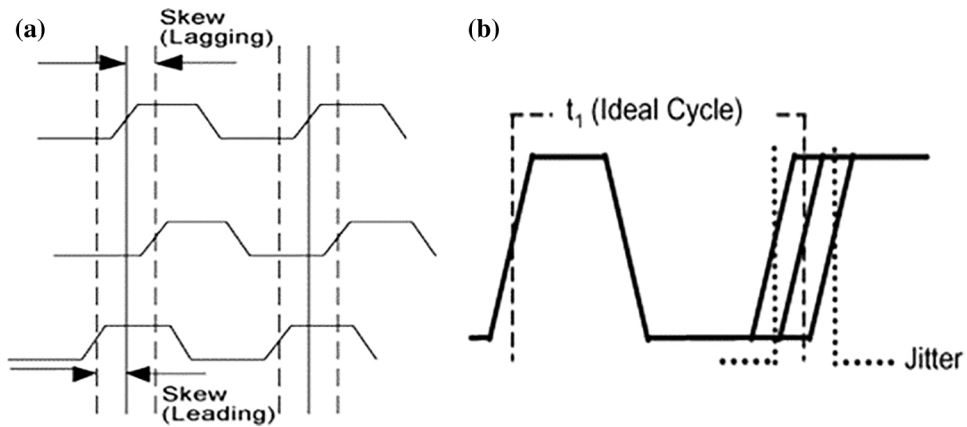 (a)
Skew
(Lagging)
Skew
(Leading)
(b)
t₁ (Ideal Cycle)
Jitter